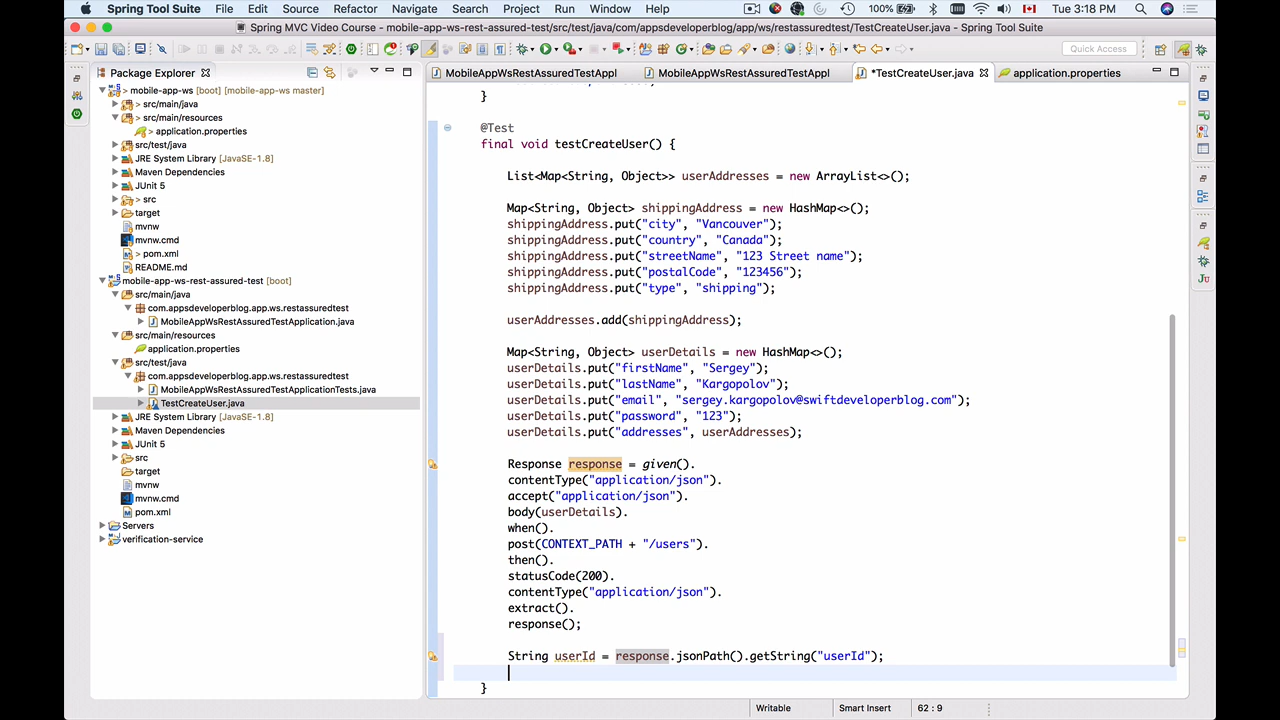 Spring Tool Suite File Edit Source Refactor Navigate Search Project Run Window Help 100% Tue 3:18 PM
Spring MVC Video Course - mobile-app-ws-rest-assured-test/src/test/java/com/appsdeveloperblog/app/ws/restassuredtest/TestCreateUser.java - Spring Tool Suite
Quick Access
Package Explorer
MobileAppWsRestAssuredTestAppl MobileAppWsRestAssuredTestAppl *TestCreateUser.java application.properties
> mobile-app-ws [boot] [mobile-app-ws master]
> src/main/java
> src/main/resources
> application.properties
> src/test/java
JRE System Library [JavaSE-1.8]
Maven Dependencies
JUnit 5
> src
target
mvnw
mvnw.cmd
> pom.xml
README.md
mobile-app-ws-rest-assured-test [boot]
src/main/java
com.appsdeveloperblog.app.ws.restassuredtest
MobileAppWsRestAssuredTestApplication.java
src/main/resources
application.properties
src/test/java
com.appsdeveloperblog.app.ws.restassuredtest
MobileAppWsRestAssuredTestApplicationTests.java
TestCreateUser.java
JRE System Library [JavaSE-1.8]
Maven Dependencies
JUnit 5
src
target
mvnw
mvnw.cmd
pom.xml
Servers
verification-service
}
@Test
final void testCreateUser() {
List<Map<String, Object>> userAddresses = new ArrayList<>();
Map<String, Object> shippingAddress = new HashMap<>();
shippingAddress.put("city", "Vancouver");
shippingAddress.put("country", "Canada");
shippingAddress.put("streetName", "123 Street name");
shippingAddress.put("postalCode", "123456");
shippingAddress.put("type", "shipping");
userAddresses.add(shippingAddress);
Map<String, Object> userDetails = new HashMap<>();
userDetails.put("firstName", "Sergey");
userDetails.put("lastName", "Kargopolov");
userDetails.put("email", "sergey.kargopolov@swiftdeveloperblog.com");
userDetails.put("password", "123");
userDetails.put("addresses", userAddresses);
Response response = given().
contentType("application/json").
accept("application/json").
body(userDetails).
when().
post(CONTEXT_PATH + "/users").
then().
statusCode(200).
contentType("application/json").
extract().
response();
String userId = response.jsonPath().getString("userId");
}
Writable Smart Insert 62 : 9